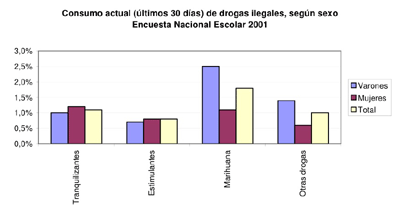 Consumo actual (últimos 30 días) de drogas ilegales, según sexo
Encuesta Nacional Escolar 2001
3,0%
2,5%
2,0%
1,5%
1,0%
0,5%
0,0%
Tranquilizantes
Estimulantes
Marihuana
Otras drogas
Varones
Mujeres
Total